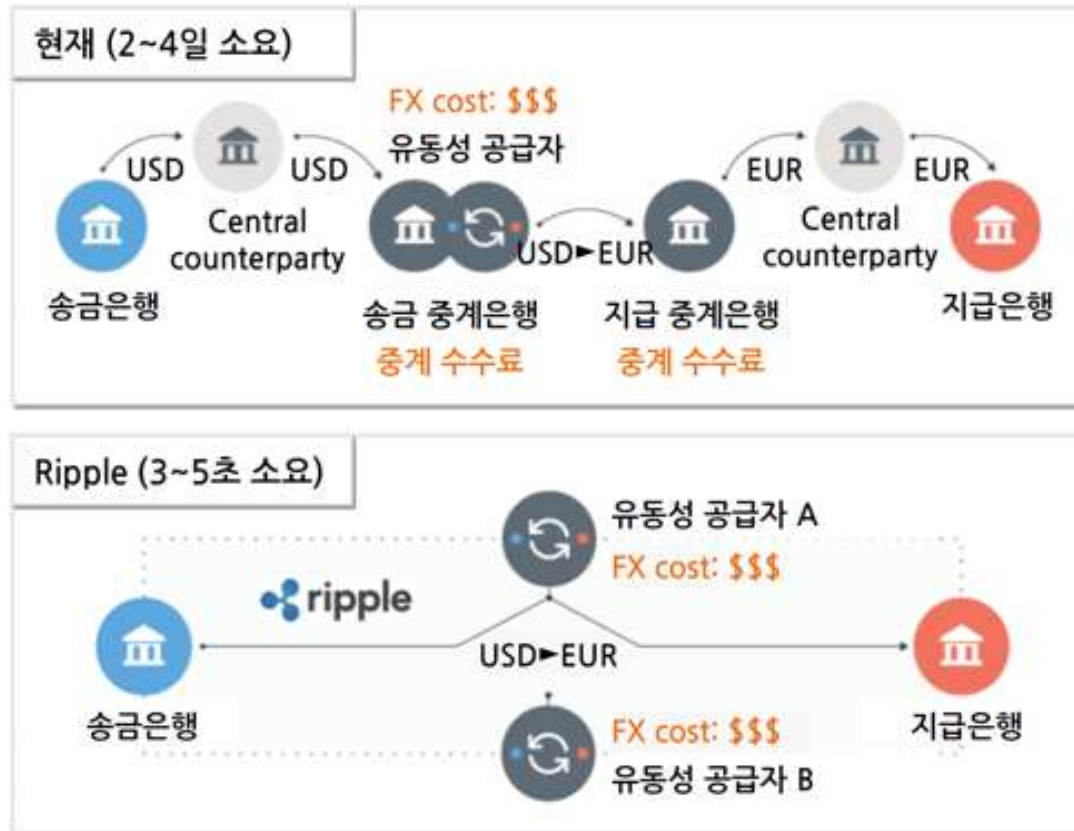 현재 (2~4일 소요)
FX cost: $$$
유동성 공급자
USD
USD
EUR
EUR
Central
counterparty
USD►EUR
Central
counterparty
송금은행
송금 중계은행
중계 수수료
지급 중계은행
중계 수수료
지급은행
Ripple (3~5초 소요)
유동성 공급자 A
FX cost: $$$
ripple
USD►EUR
송금은행
지급은행
FX cost: $$$
유동성 공급자 B